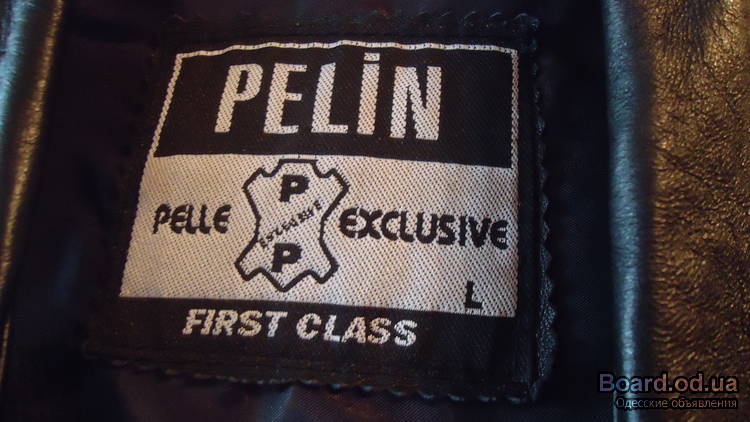 PELİN
P
PELLE EXCLUSIVE
P
L
FIRST CLASS
Board.od.ua
Одесские объявления